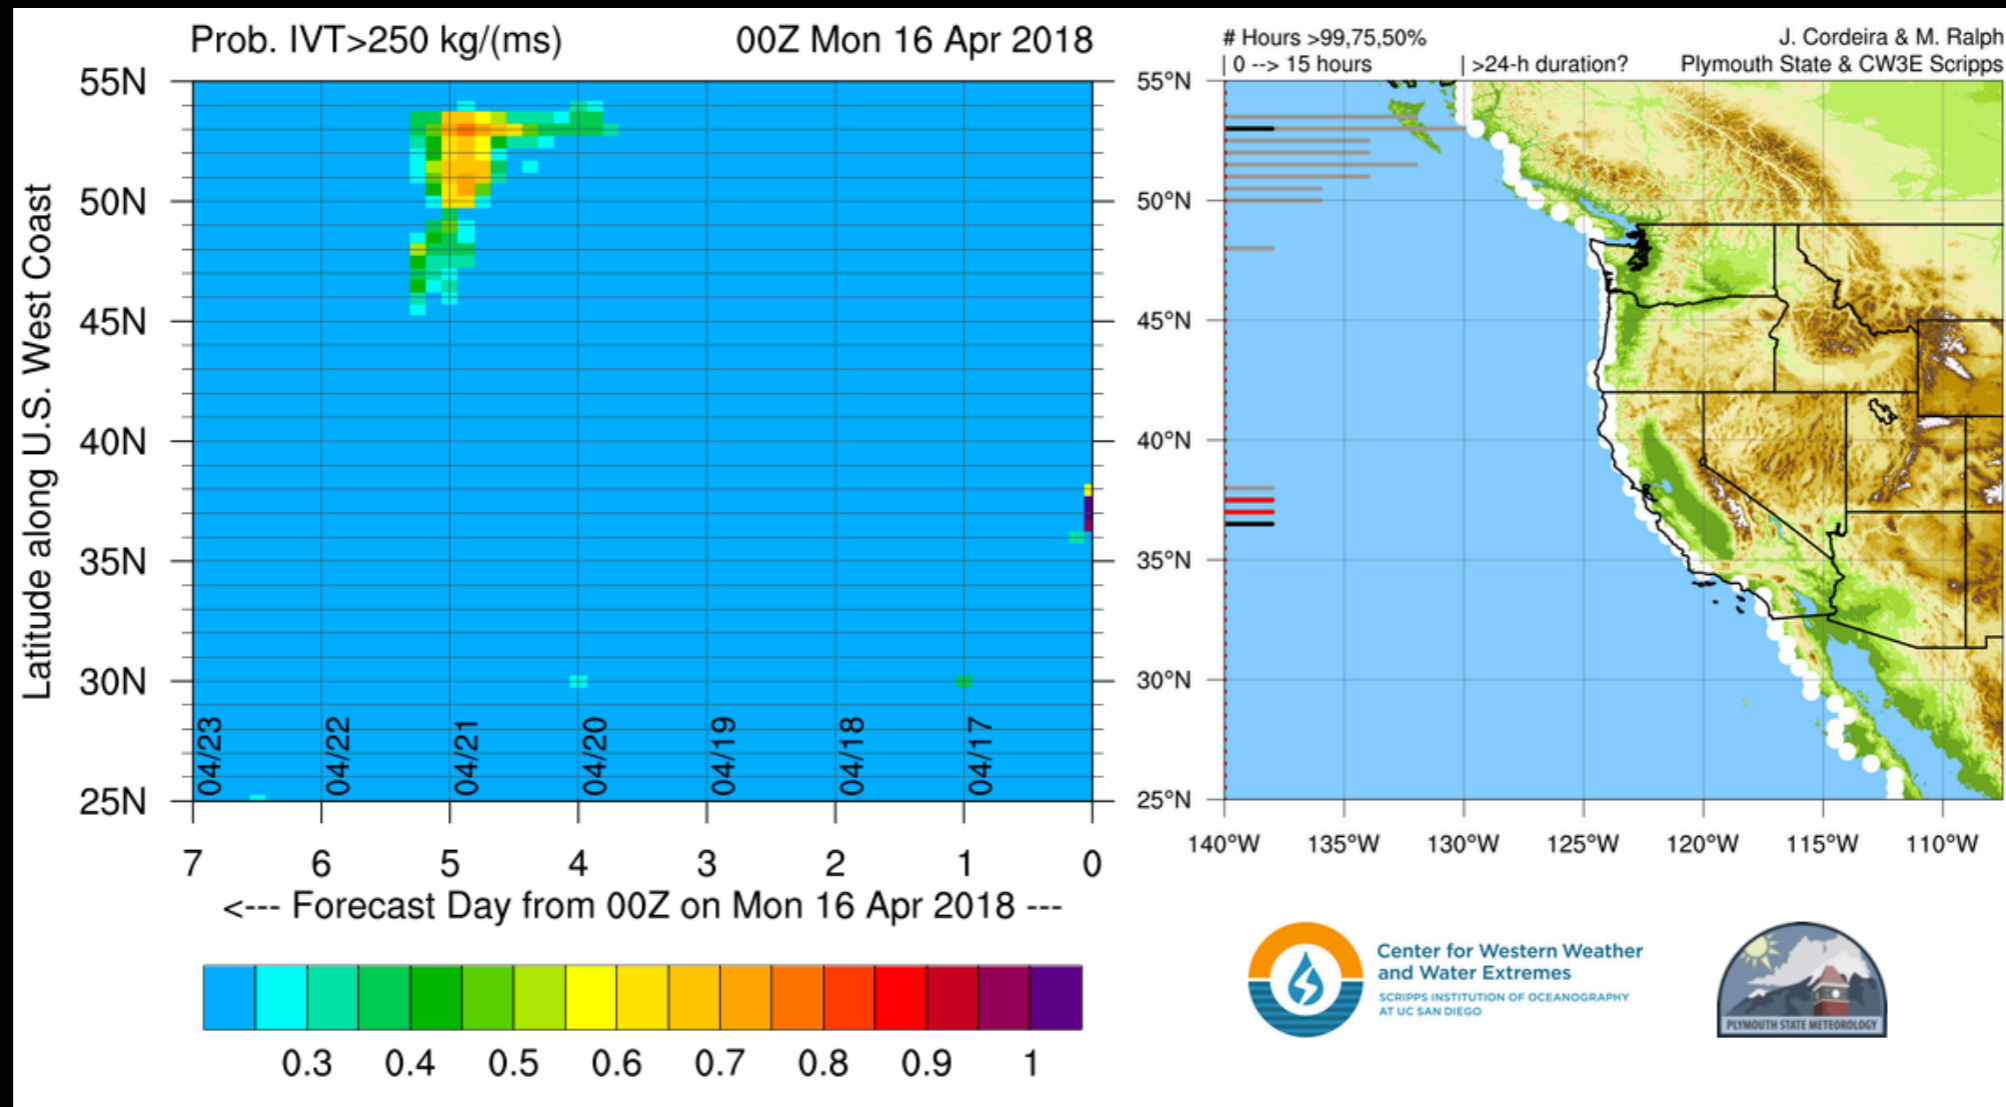 Prob. IVT>250 kg/(ms) 00Z Mon 16 Apr 2018
55N
50N
45N
40N
35N
30N
25N
Latitude along U.S. West Coast
04/23 04/22 04/21 04/20 04/19 04/18 04/17
7 6 5 4 3 2 1 0
<--- Forecast Day from 00Z on Mon 16 Apr 2018 ---
0.3 0.4 0.5 0.6 0.7 0.8 0.9 1
# Hours >99,75,50% J. Cordeira & M. Ralph
| 0 --> 15 hours | >24-h duration? Plymouth State & CW3E Scripps
55°N
50°N
45°N
40°N
35°N
30°N
25°N
140°W 135°W 130°W 125°W 120°W 115°W 110°W
Center for Western Weather
and Water Extremes
SCRIPPS INSTITUTION OF OCEANOGRAPHY
AT UC SAN DIEGO
PLYMOUTH STATE METEOROLOGY